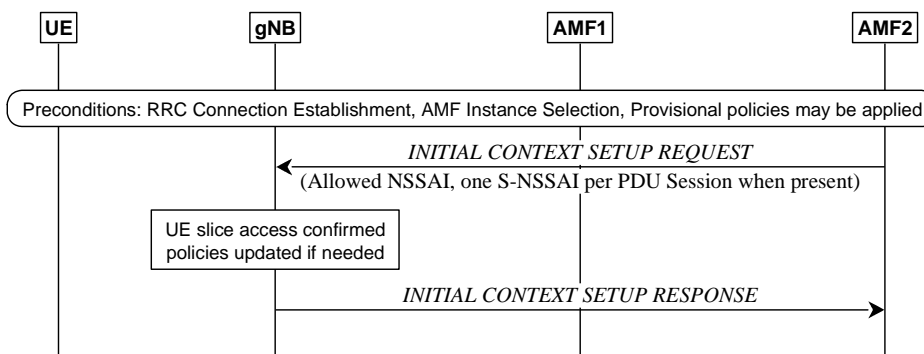 UE
gNB
AMF1
AMF2
Preconditions: RRC Connection Establishment, AMF Instance Selection, Provisional policies may be applied
INITIAL CONTEXT SETUP REQUEST
(Allowed NSSAI, one S-NSSAI per PDU Session when present)
UE slice access confirmed
policies updated if needed
INITIAL CONTEXT SETUP RESPONSE